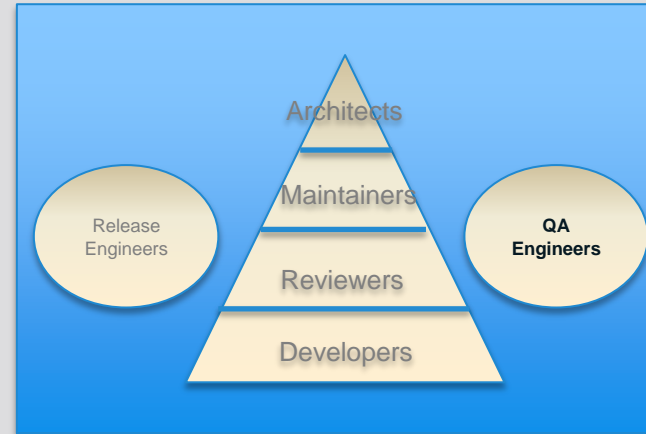 Architects
Maintainers
Release
Engineers
QA
Engineers
Reviewers
Developers